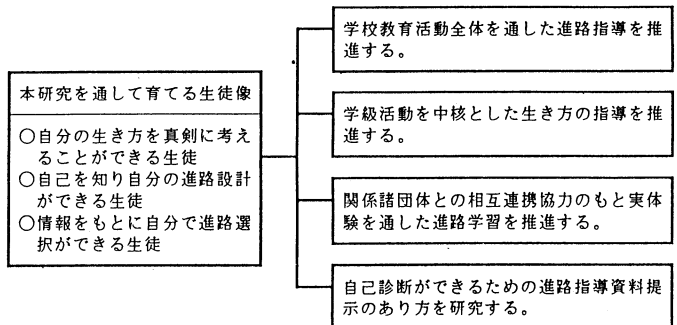 本研究を通して育てる生徒像
○自分の生き方を真剣に考え
ることができる生徒
○自己を知り自分の進路設計
ができる生徒
○情報をもとに自分で進路選
択ができる生徒
学校教育活動全体を通した進路指導を推
進する。
学級活動を中核とした生き方の指導を推
進する。
関係諸団体との相互連携協力のもと実体
験を通した進路学習を推進する。
自己診断ができるための進路指導資料提
示のあり方を研究する。